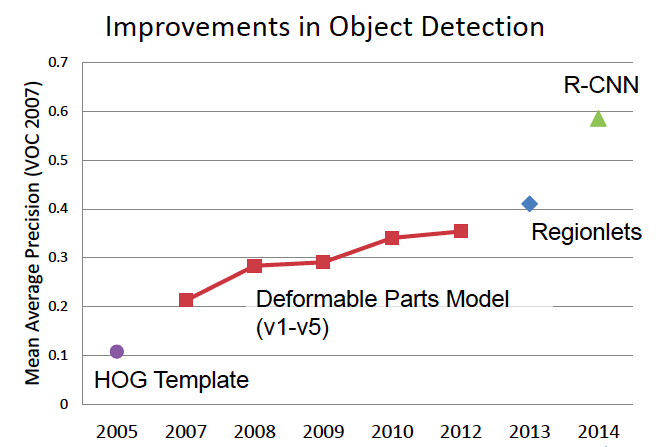 Improvements in Object Detection
Mean Average Precision (VOC 2007)
0.7
0.6
0.5
0.4
0.3
0.2
0.1
0
R-CNN
Regionlets
Deformable Parts Model
(v1-v5)
HOG Template
2005 2007 2008 2009 2010 2012 2013 2014